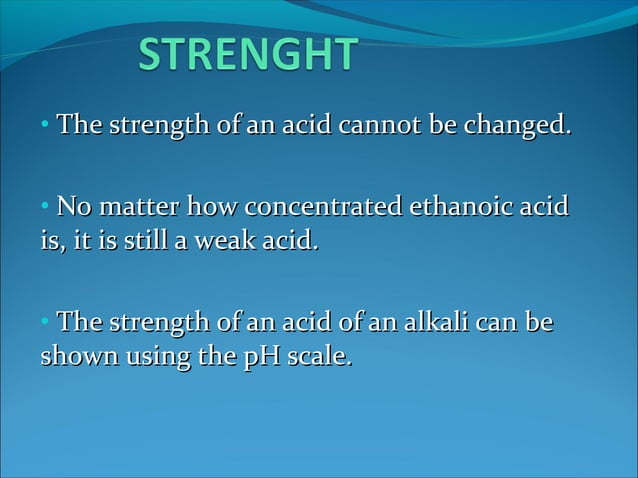 STRENGHT
• The strength of an acid cannot be changed.
• No matter how concentrated ethanoic acid
is, it is still a weak acid.
• The strength of an acid of an alkali can be
shown using the pH scale.